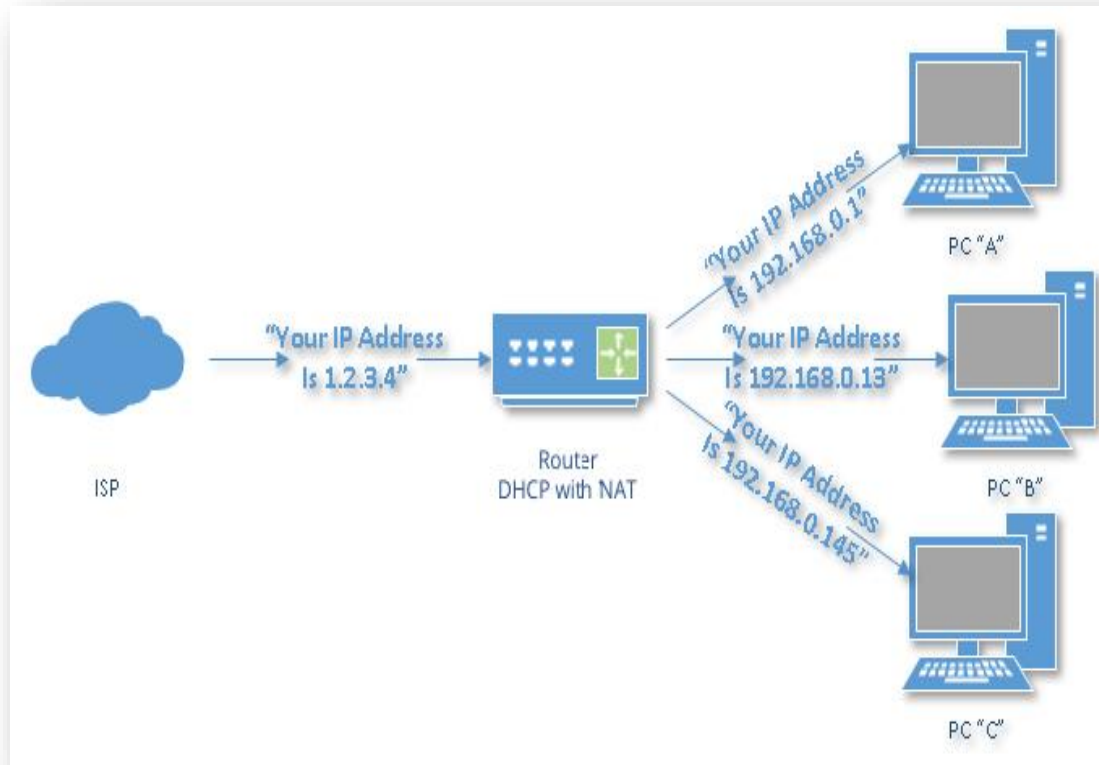 “Your IP Address
Is 192.168.0.1”
PC “A”
“Your IP Address
Is 1.2.3.4”
“Your IP Address
Is 192.168.0.13”
ISP
Router
DHCP with NAT
PC “B”
“Your IP Address
Is 192.168.0.145”
PC “C”